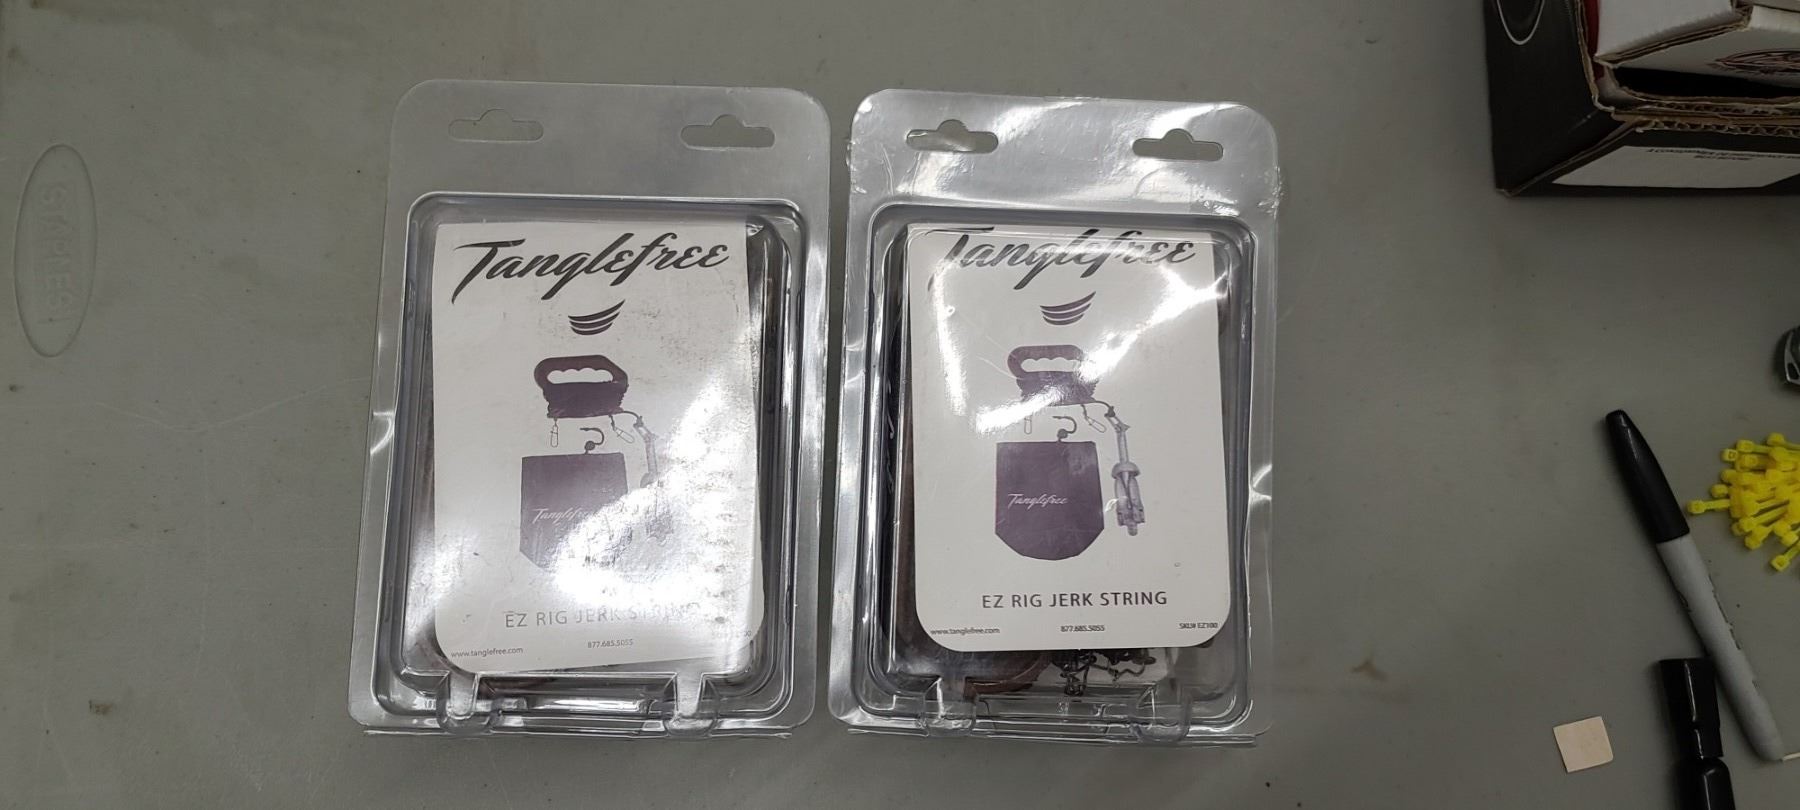 STAPLES
Tanglefree
Tanglefree
EZ RIG JERK STRING
www.tanglefree.com 877.685.5055
Tanglefree
Tanglefree
EZ RIG JERK STRING
www.tanglefree.com 877.685.5055 SKU# EZ100